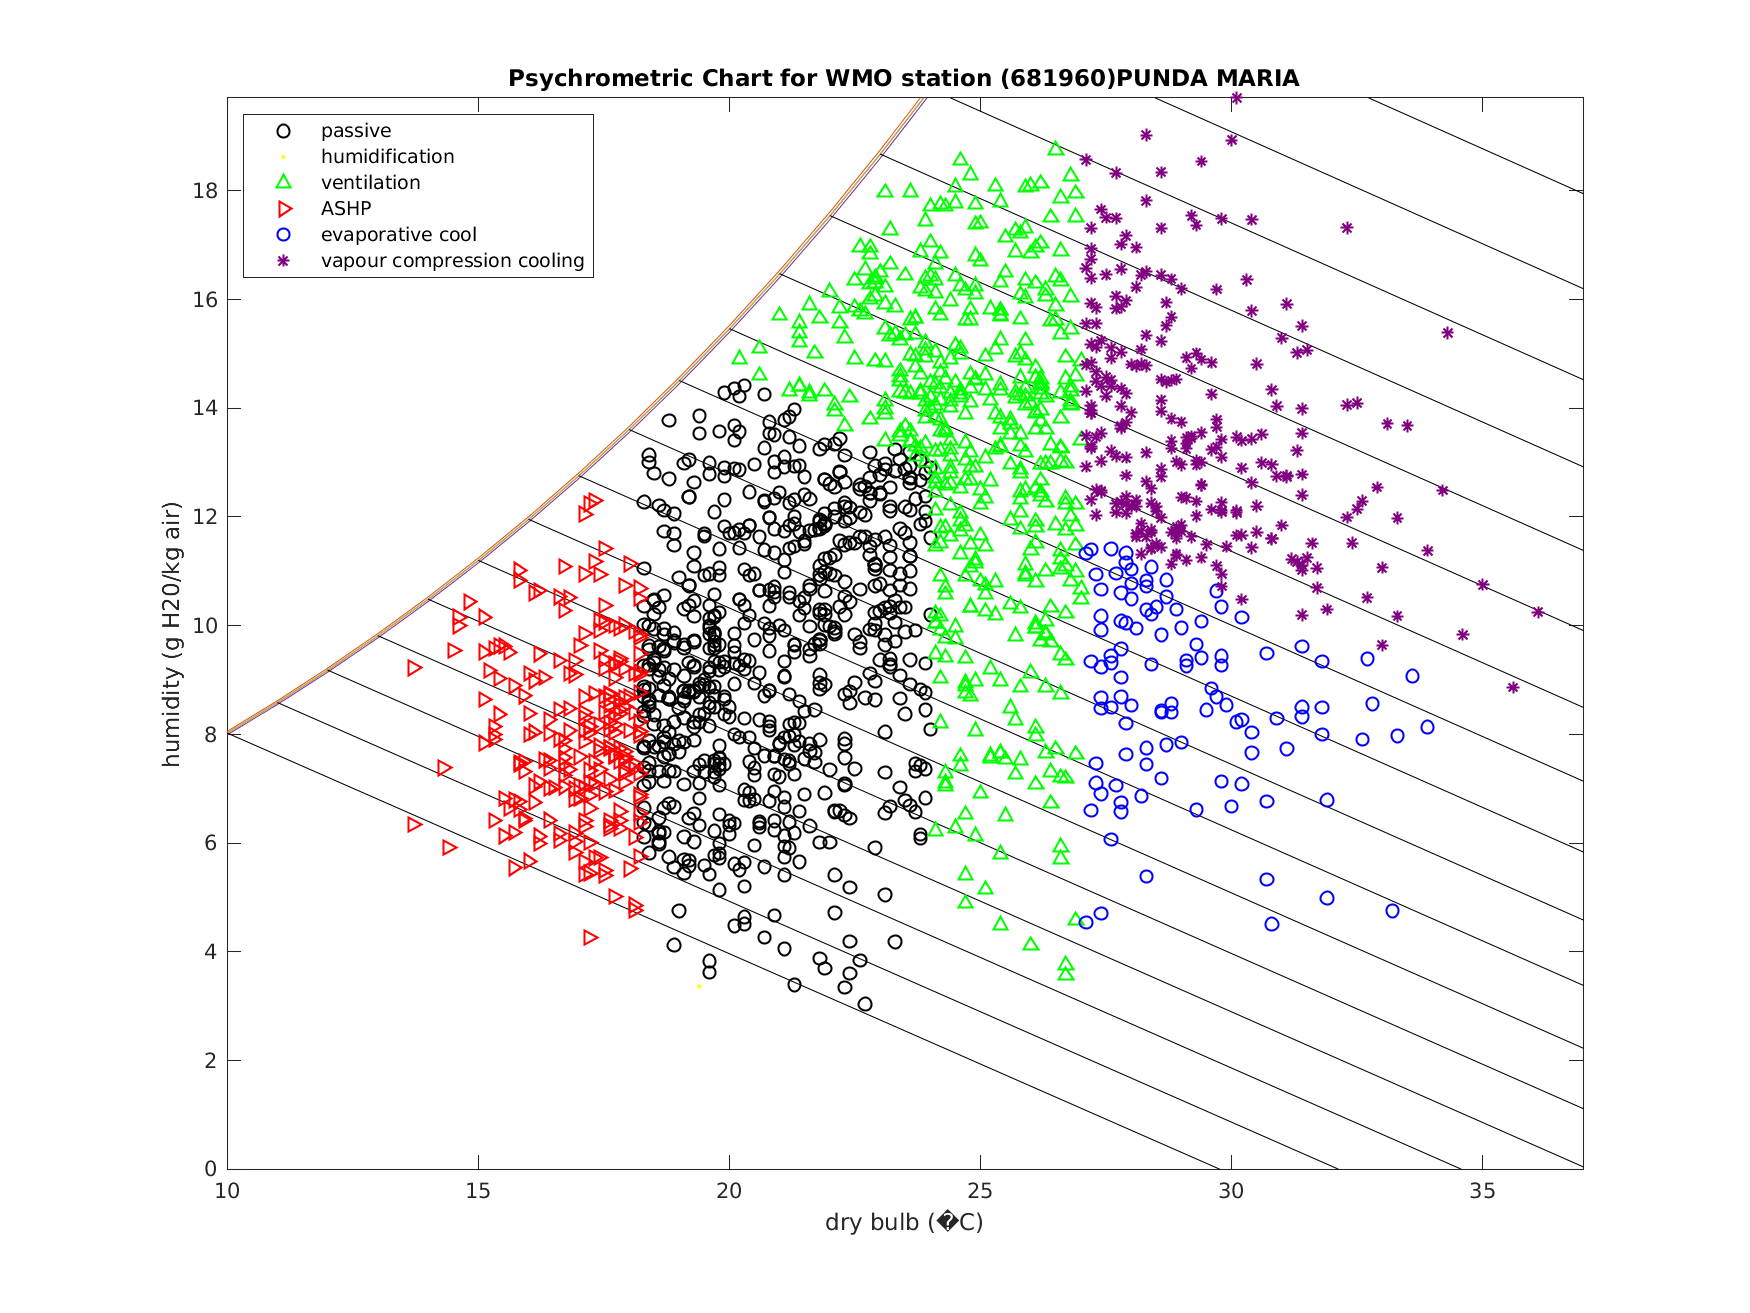 Psychrometric Chart for WMO station (681960)PUNDA MARIA
passive
humidification
ventilation
ASHP
evaporative cool
vapour compression cooling
humidity (g H20/kg air)
18
16
14
12
10
8
6
4
2
0
10 15 20 25 30 35
dry bulb (�C)